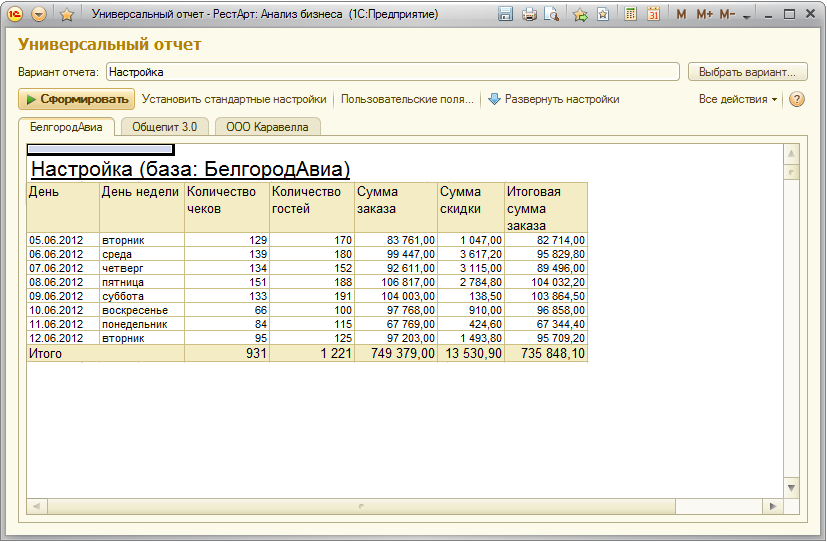 Универсальный отчет - РестАрт: Анализ бизнеса (1С:Предприятие)
M M+ M-
Универсальный отчет
Вариант отчета: Настройка Выбрать вариант...
Сформировать Установить стандартные настройки Пользовательские поля... Развернуть настройки Все действия ?
БелгородАвиа Общепит 3.0 ООО Каравелла
Настройка (база: БелгородАвиа)
День День недели Количество Количество Сумма Сумма Итоговая
чеков гостей заказа скидки сумма
заказа
05.06.2012 вторник 129 170 83 761,00 1 047,00 82 714,00
06.06.2012 среда 139 180 99 447,00 3 617,20 95 829,80
07.06.2012 четверг 134 152 92 611,00 3 115,00 89 496,00
08.06.2012 пятница 151 188 106 817,00 2 784,80 104 032,20
09.06.2012 суббота 133 191 104 003,00 138,50 103 864,50
10.06.2012 воскресенье 66 100 97 768,00 910,00 96 858,00
11.06.2012 понедельник 84 115 67 769,00 424,60 67 344,40
12.06.2012 вторник 95 125 97 203,00 1 493,80 95 709,20
Итого 931 1 221 749 379,00 13 530,90 735 848,10